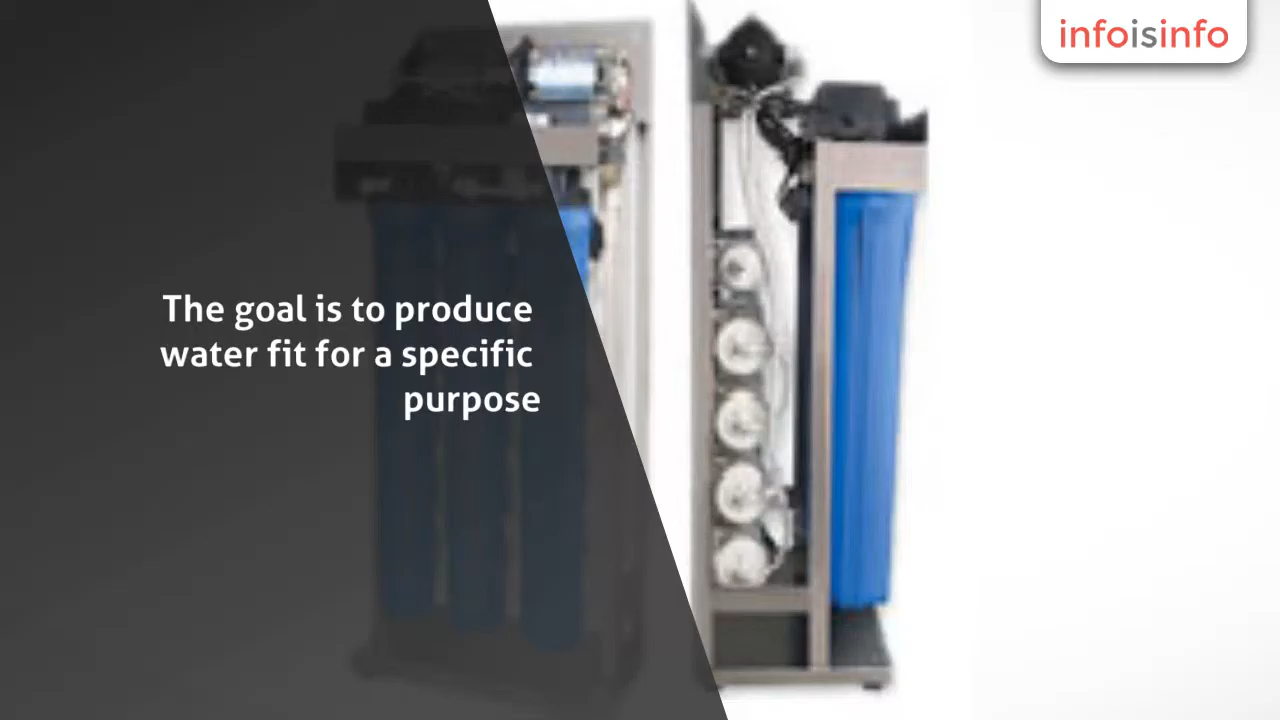 infoisinfo
The goal is to produce
water fit for a specific
purpose